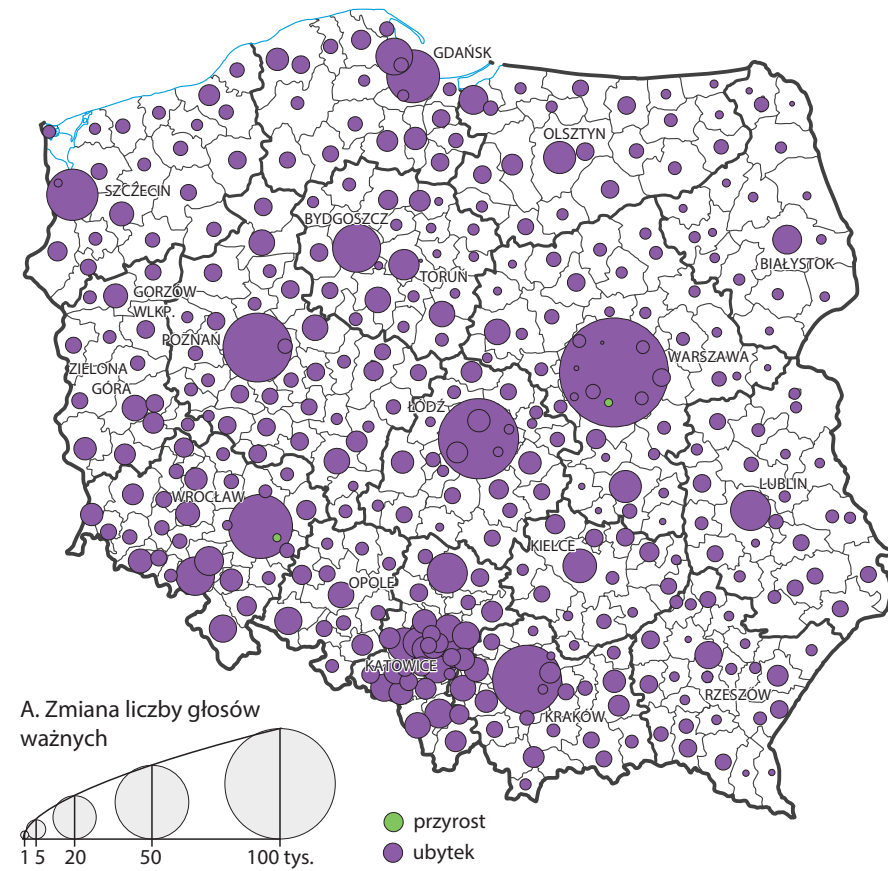 GDAŃSK
OLSZTYN
SZCZECIN
BYDGOSZCZ
BIAŁYSTOK
TORUŃ
GORZÓW
WLKP.
POZNAŃ
WARSZAWA
ZIELONA
GÓRA
ŁÓDŹ
LUBLIN
WROCŁAW
KIELCE
OPOLE
KATOWICE
RZESZÓW
KRAKÓW
A. Zmiana liczby głosów
ważnych
przyrost
ubytek
1 5 20 50 100 tys.